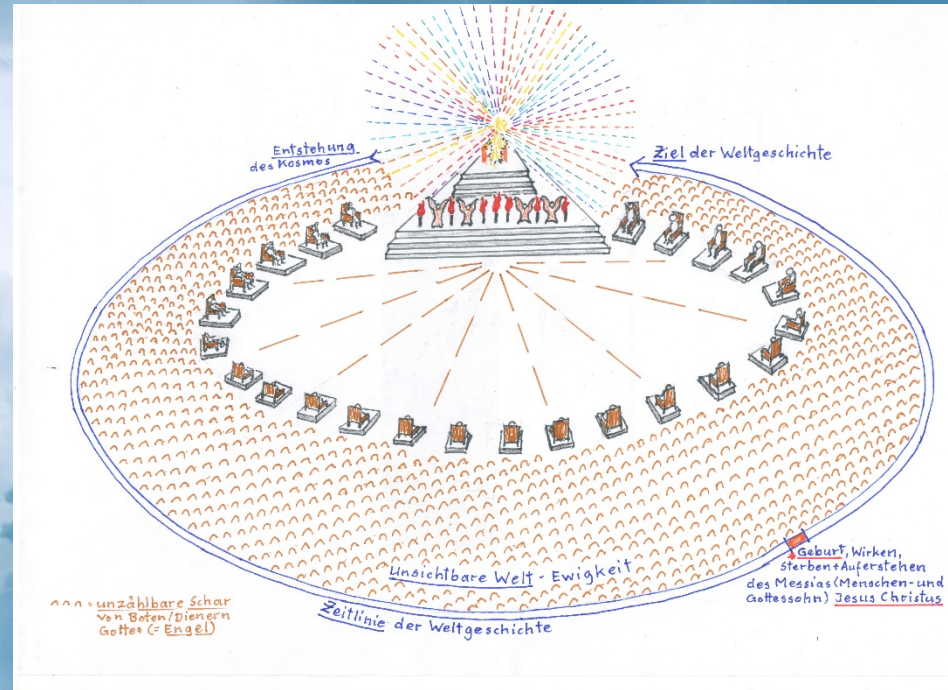 Entstehung
des Kosmos
Ziel der Weltgeschichte
Unsichtbare Welt - Ewigkeit
Zeitlinie der Weltgeschichte
= unzählbare Schar
von Boten/Dienern
Gottes (= Engel)
Geburt, Wirken,
Sterben+Auferstehen
des Messias (Menschen- und
Gottessohn) Jesus Christus